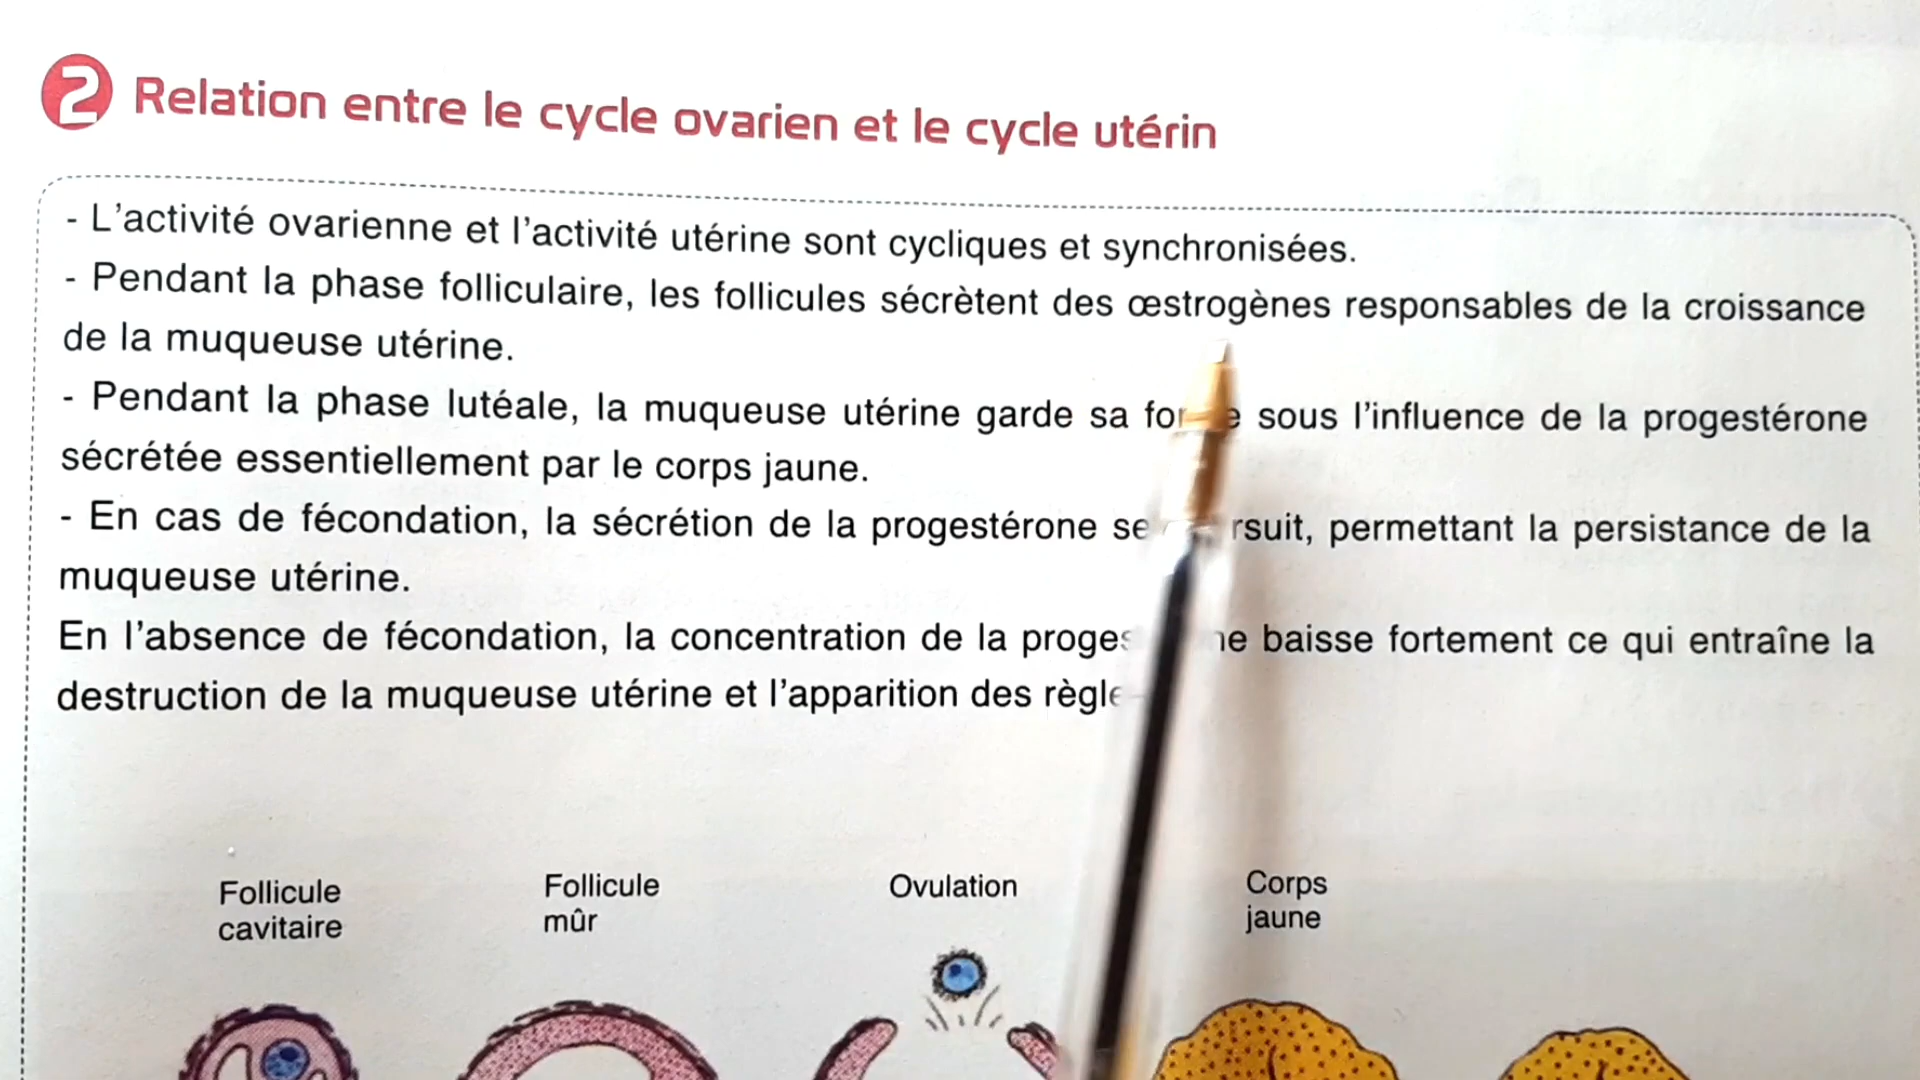 2 Relation entre le cycle ovarien et le cycle utérin
- L'activité ovarienne et l'activité utérine sont cycliques et synchronisées.
- Pendant la phase folliculaire, les follicules sécrètent des œstrogènes responsables de la croissance
de la muqueuse utérine.
- Pendant la phase lutéale, la muqueuse utérine garde sa sous l'influence de la progestérone
sécrétée essentiellement par le corps jaune.
- En cas de fécondation, la sécrétion de la progestérone se permettant la persistance de la
muqueuse utérine.
En l'absence de fécondation, la concentration de la baisse fortement ce qui entraîne la
destruction de la muqueuse utérine et l'apparition des
Follicule
cavitaire
Follicule
mûr
Ovulation
Corps
jaune